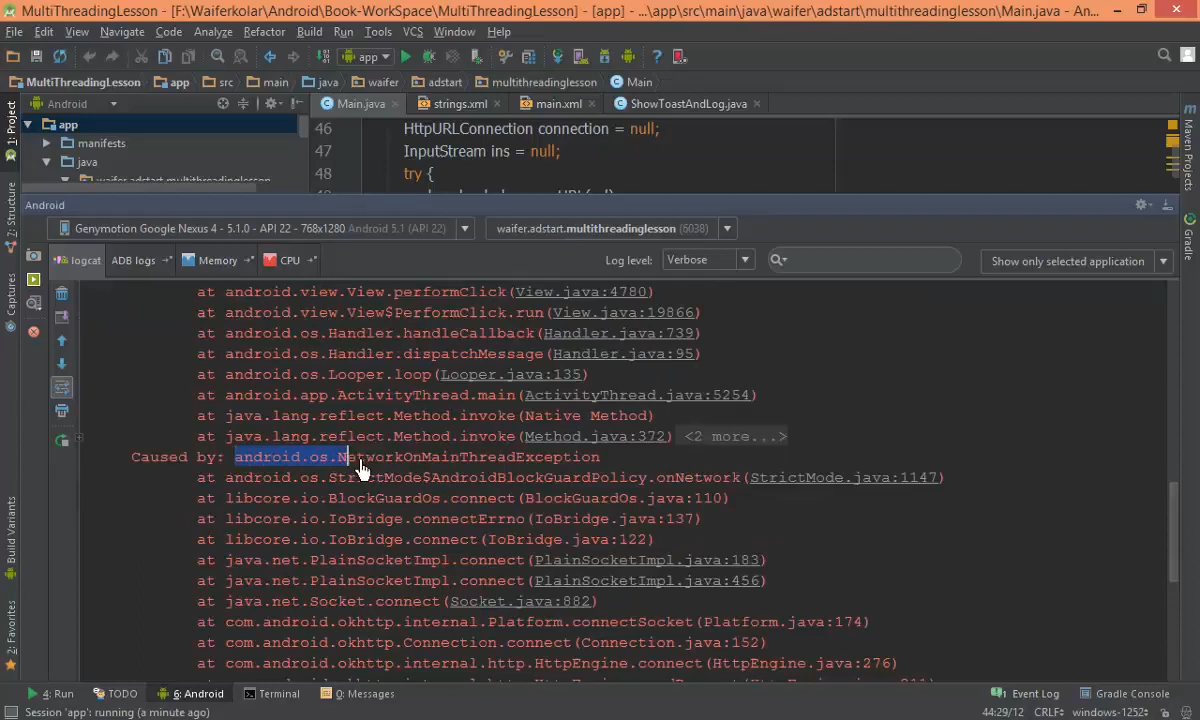 MultiThreadingLesson - [F:\Waiferkolar\Android\Book-WorkSpace\MultiThreadingLesson] - [app] - ...\app\src\main\java\waifer\adstart\multithreadinglesson\Main.java - An...
File Edit View Navigate Code Analyze Refactor Build Run Tools VCS Window Help
app
MultiThreadingLesson app src main java waifer adstart multithreadinglesson Main
Android
Main.java strings.xml main.xml ShowToastAndLog.java
1: Project
app
manifests
java
46 HttpURLConnection connection = null;
47 InputStream ins = null;
48 try {
Maven Projects
Android
Genymotion Google Nexus 4 - 5.1.0 - API 22 - 768x1280 Android 5.1 (API 22)
waifer.adstart.multithreadinglesson (6038)
Gradle
7: Structure
logcat ADB logs Memory CPU
Log level: Verbose
Show only selected application
Captures
at android.view.View.performClick(View.java:4780)
at android.view.View$PerformClick.run(View.java:19866)
at android.os.Handler.handleCallback(Handler.java:739)
at android.os.Handler.dispatchMessage(Handler.java:95)
at android.os.Looper.loop(Looper.java:135)
at android.app.ActivityThread.main(ActivityThread.java:5254)
at java.lang.reflect.Method.invoke(Native Method)
at java.lang.reflect.Method.invoke(Method.java:372) <2 more...>
Caused by: android.os.NetworkOnMainThreadException
at android.os.StrictMode$AndroidBlockGuardPolicy.onNetwork(StrictMode.java:1147)
at libcore.io.BlockGuardOs.connect(BlockGuardOs.java:110)
at libcore.io.IoBridge.connectErrno(IoBridge.java:137)
at libcore.io.IoBridge.connect(IoBridge.java:122)
at java.net.PlainSocketImpl.connect(PlainSocketImpl.java:183)
at java.net.PlainSocketImpl.connect(PlainSocketImpl.java:456)
at java.net.Socket.connect(Socket.java:882)
at com.android.okhttp.internal.Platform.connectSocket(Platform.java:174)
at com.android.okhttp.Connection.connect(Connection.java:152)
at com.android.okhttp.internal.http.HttpEngine.connect(HttpEngine.java:276)
Build Variants
2: Favorites
4: Run TODO 6: Android Terminal 0: Messages
Event Log Gradle Console
Session 'app': running (a minute ago)
44:29/12 CRLF windows-1252